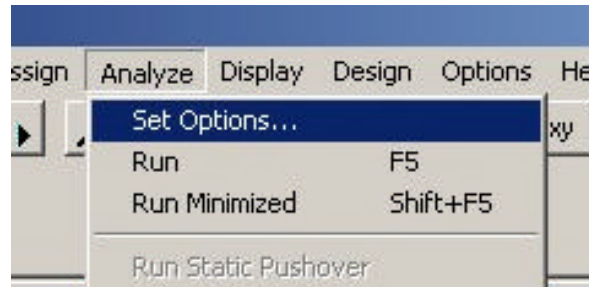 ssign Analyze Display Design Options He
Set Options...
xy
Run F5
Run Minimized Shift+F5
Run Static Pushover